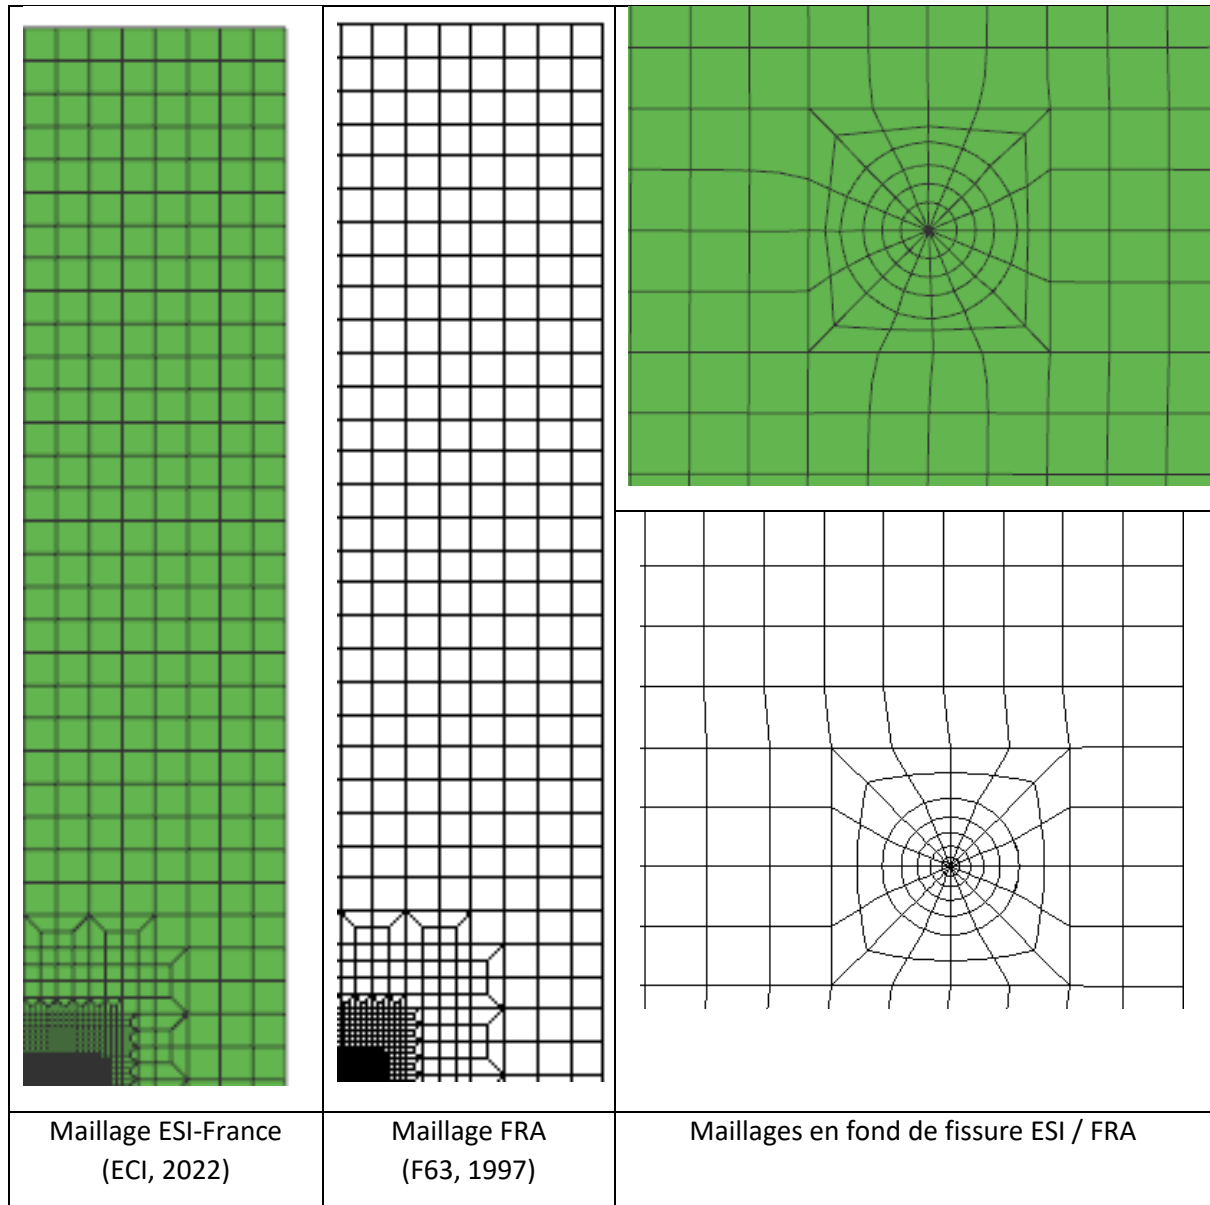 Maillage ESI-France
(ECI, 2022)
Maillage FRA
(F63, 1997)
Maillages en fond de fissure ESI / FRA